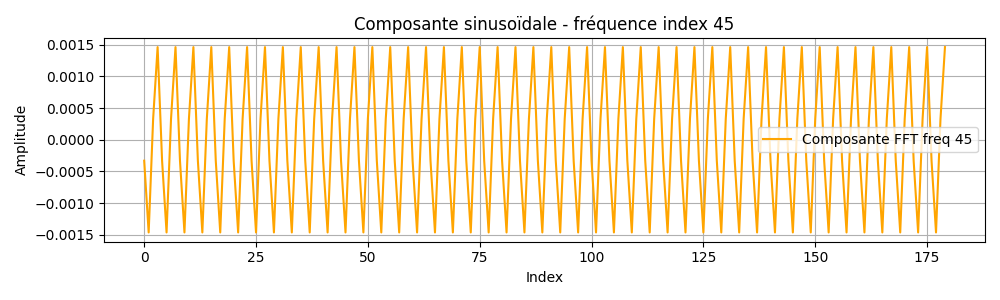 Composante sinusoïdale - fréquence index 45
Amplitude
0.0015
0.0010
0.0005
0.0000
−0.0005
−0.0010
−0.0015
Composante FFT freq 45
0 25 50 75 100 125 150 175
Index